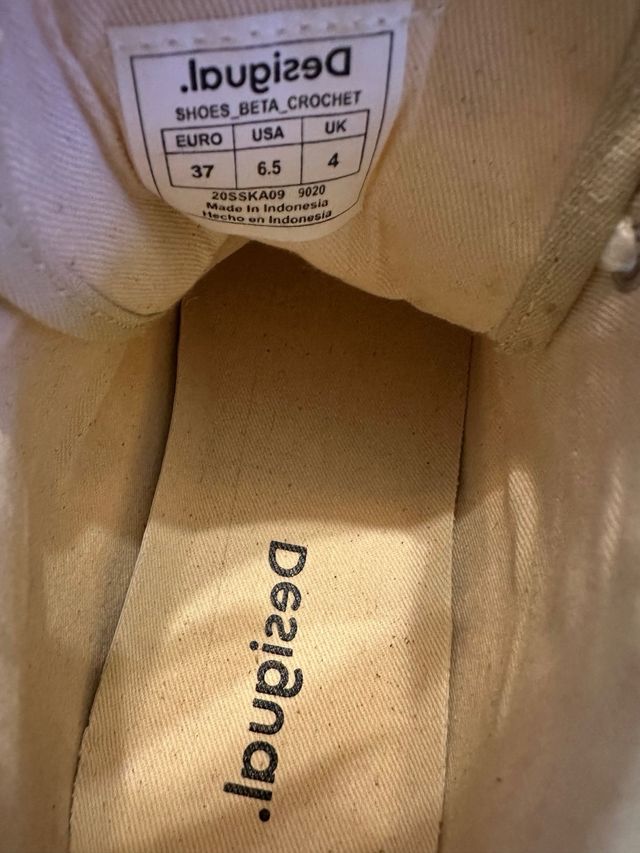 Desigual.
SHOES_BETA_CROCHET
EURO USA UK
37 6.5 4
20SSKA09 9020
Made In Indonesia
Hecho en Indonesia
Desigual.